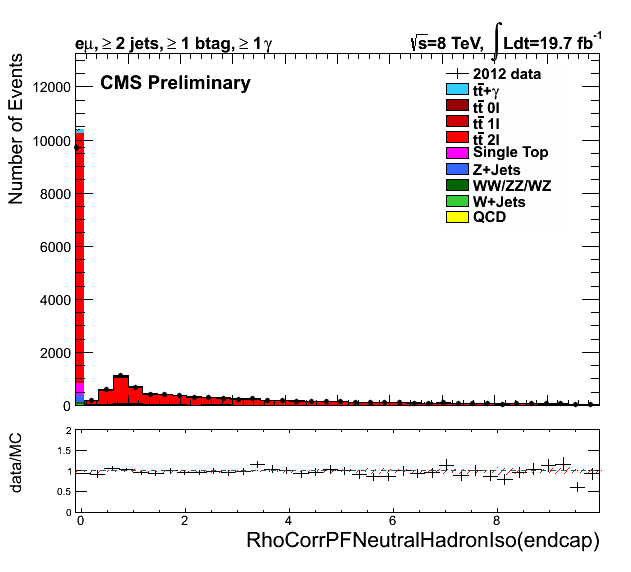 eμ, ≥ 2 jets, ≥ 1 btag, ≥ 1 γ
√s=8 TeV, ∫ Ldt=19.7 fb⁻¹
CMS Preliminary
2012 data
tt̄+γ
tt̄ 0l
tt̄ 1l
tt̄ 2l
Single Top
Z+Jets
WW/ZZ/WZ
W+Jets
QCD
Number of Events
12000
10000
8000
6000
4000
2000
0
data/MC
2
1.5
1
0.5
0
0 2 4 6 8
RhoCorrPFNeutralHadronIso(endcap)